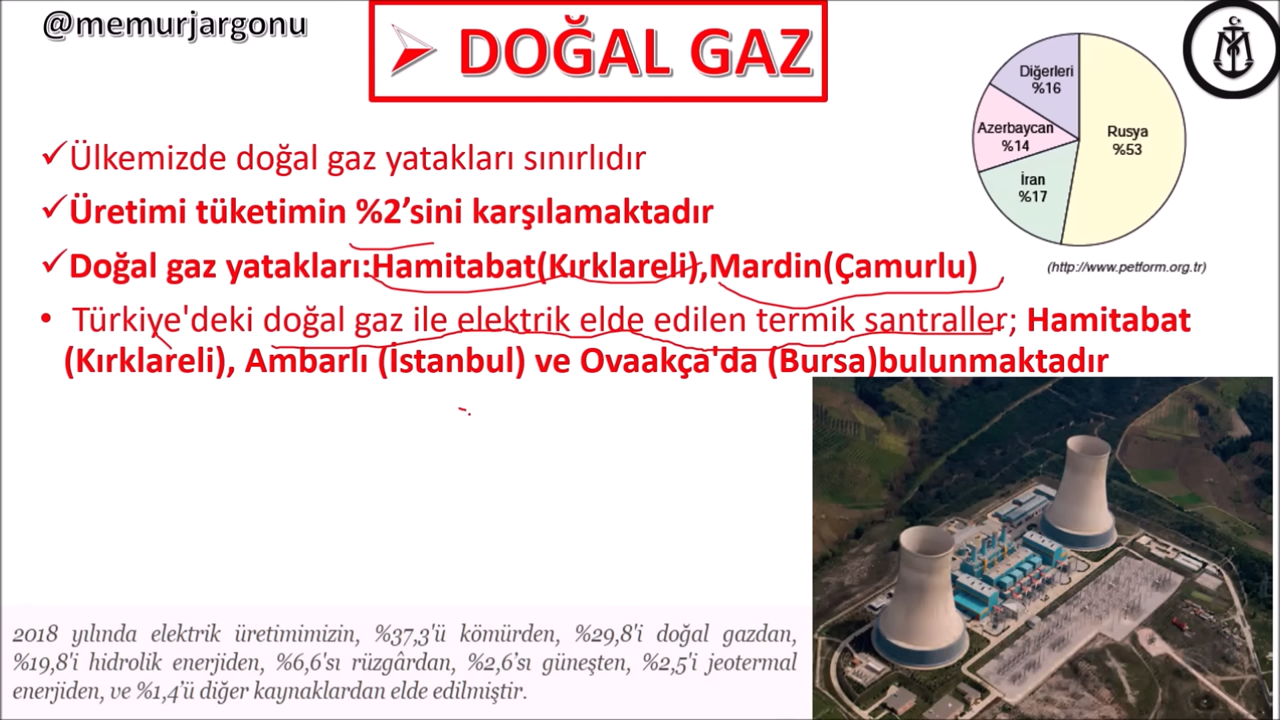 @memurjargonu
DOĞAL GAZ
Diğerleri
%16
Azerbaycan
%14
Rusya
%53
İran
%17
(http://www.petform.org.tr)
Ülkemizde doğal gaz yatakları sınırlıdır
Üretimi tüketimin %2’sini karşılamaktadır
Doğal gaz yatakları:Hamitabat(Kırklareli),Mardin(Çamurlu)
Türkiye'deki doğal gaz ile elektrik elde edilen termik santraller; Hamitabat
(Kırklareli), Ambarlı (İstanbul) ve Ovaakça'da (Bursa)bulunmaktadır
2018 yılında elektrik üretimimizin, %37,3'ü kömürden, %29,8'i doğal gazdan,
%19,8'i hidrolik enerjiden, %6,6'sı rüzgârdan, %2,6’sı güneşten, %2,5'i jeotermal
enerjiden, ve %1,4’ü diğer kaynaklardan elde edilmiştir.